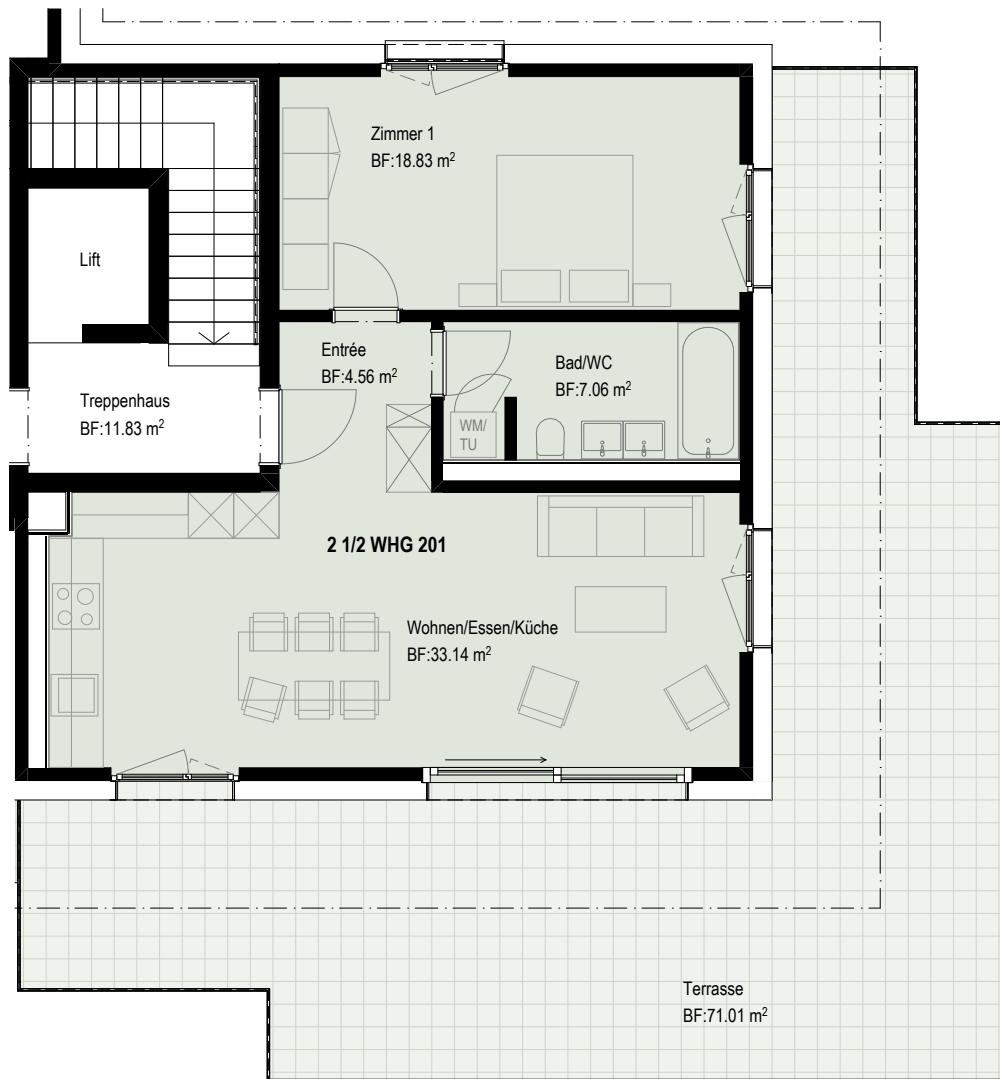 Zimmer 1
BF:18.83 m²
Lift
Entrée
BF:4.56 m²
Bad/WC
BF:7.06 m²
Treppenhaus
BF:11.83 m²
WM/
TU
2 1/2 WHG 201
Wohnen/Essen/Küche
BF:33.14 m²
Terrasse
BF:71.01 m²